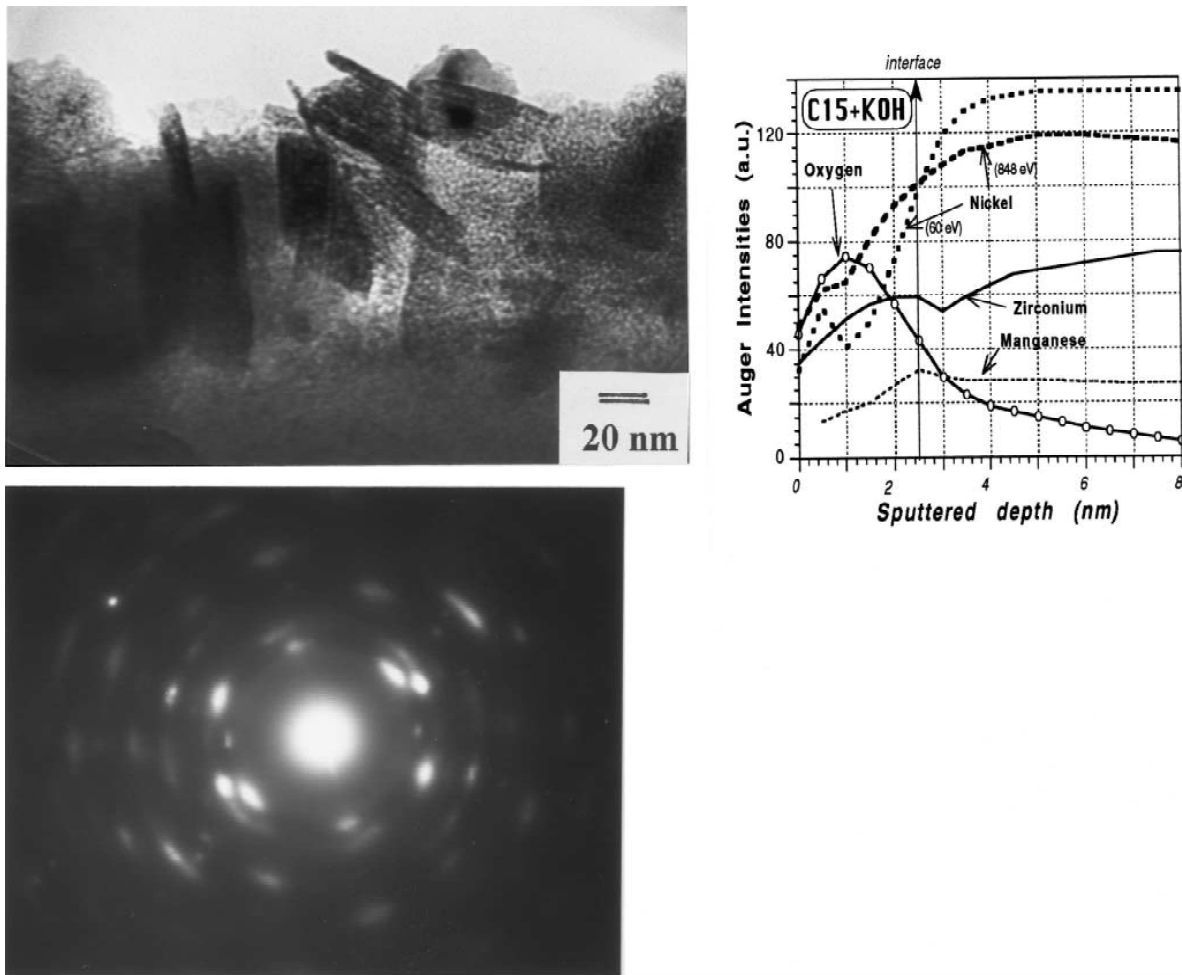 20 nm
interface
C15+KOH
Oxygen
(848 eV)
Nickel
(60 eV)
Zirconium
Manganese
Auger Intensities (a.u.)
120
80
40
0
0 2 4 6 8
Sputtered depth (nm)